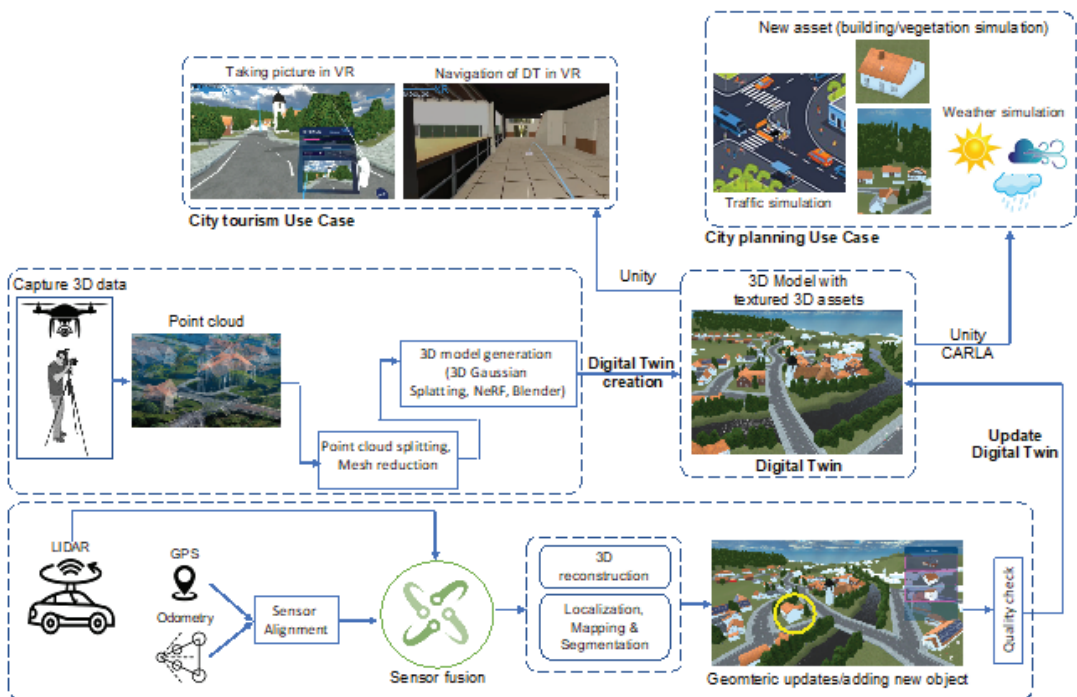 New asset (building/vegetation simulation)
Taking picture in VR
Navigation of DT in VR
Weather simulation
Traffic simulation
City tourism Use Case
City planning Use Case
Unity
Unity
CARLA
Capture 3D data
Point cloud
3D model generation
(3D Gaussian
Splatting, NeRF, Blender)
Point cloud splitting,
Mesh reduction
Digital Twin
creation
3D Model with
textured 3D assets
Digital Twin
Update
Digital Twin
LIDAR
GPS
Odometry
Sensor
Alignment
Sensor fusion
3D
reconstruction
Localization,
Mapping &
Segmentation
Geomteric updates/adding new object
Quality check